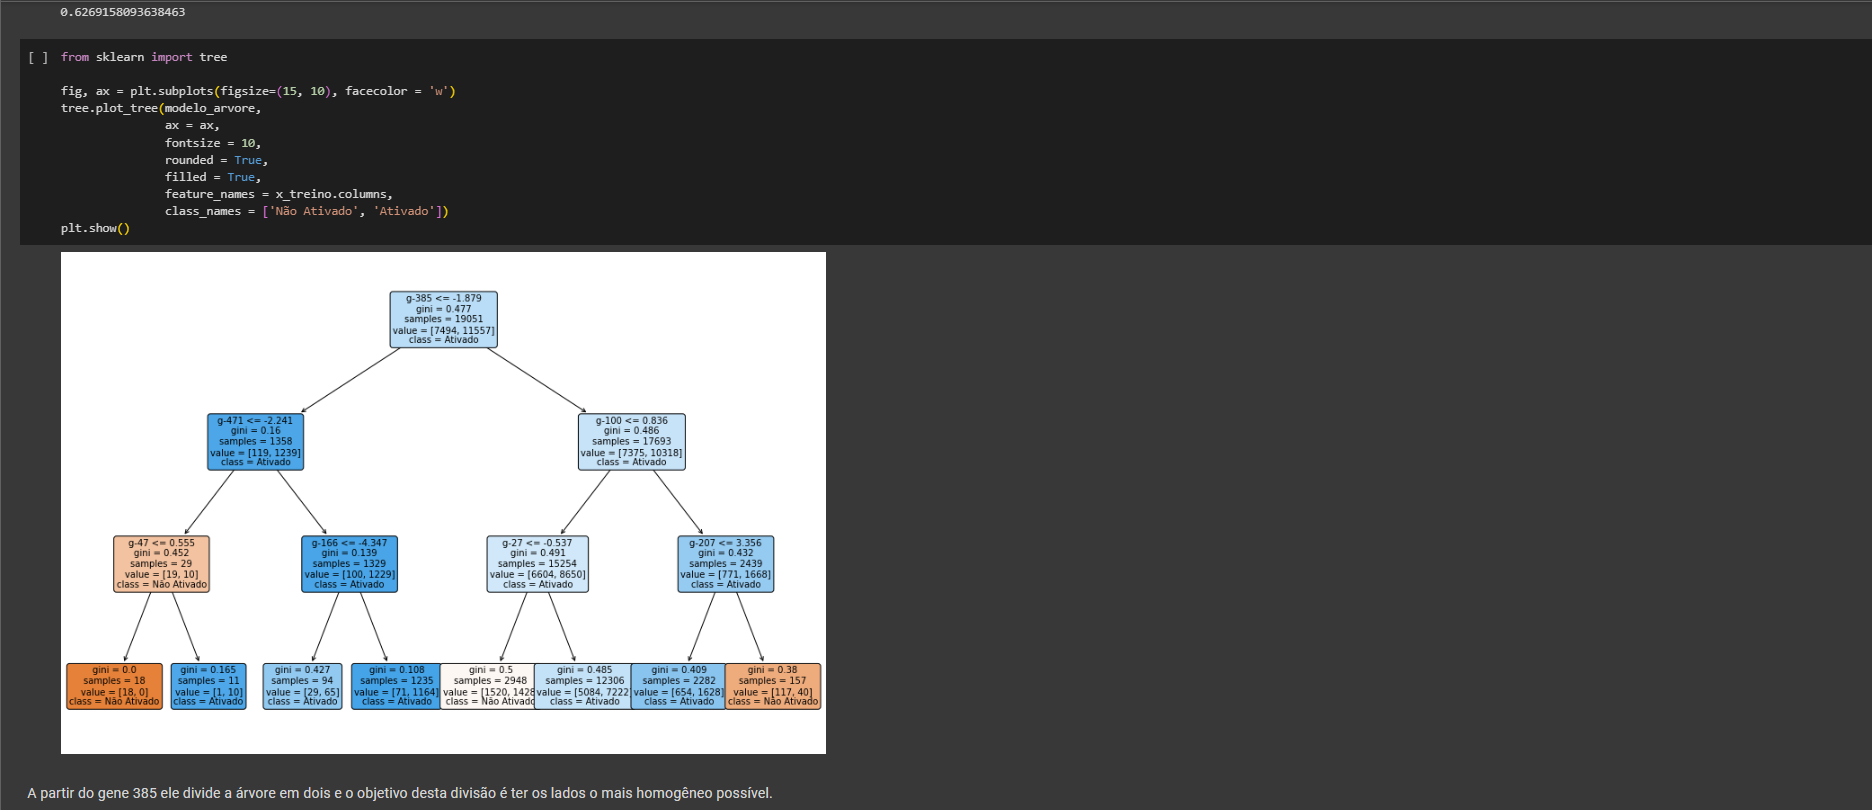 0.6269158093638463
[ ] from sklearn import tree
fig, ax = plt.subplots(figsize=(15, 10), facecolor = 'w')
tree.plot_tree(modelo_arvore,
ax = ax,
fontsize = 10,
rounded = True,
filled = True,
feature_names = x_treino.columns,
class_names = ['Não Ativado', 'Ativado'])
plt.show()
g-385 <= -1.879
gini = 0.477
samples = 19051
value = [7494, 11557]
class = Ativado
g-471 <= -2.241
gini = 0.16
samples = 1358
value = [119, 1239]
class = Ativado
g-100 <= 0.836
gini = 0.486
samples = 17693
value = [7375, 10318]
class = Ativado
g-47 <= 0.555
gini = 0.452
samples = 29
value = [19, 10]
class = Não Ativado
g-166 <= -4.347
gini = 0.139
samples = 1329
value = [100, 1229]
class = Ativado
g-27 <= -0.537
gini = 0.491
samples = 15254
value = [6604, 8650]
class = Ativado
g-207 <= 3.356
gini = 0.432
samples = 2439
value = [771, 1668]
class = Ativado
gini = 0.0
samples = 18
value = [18, 0]
class = Não Ativado
gini = 0.165
samples = 11
value = [1, 10]
class = Ativado
gini = 0.427
samples = 94
value = [29, 65]
class = Ativado
gini = 0.108
samples = 1235
value = [71, 1164]
class = Ativado
gini = 0.5
samples = 2948
value = [1520, 1428
class = Não Ativado
gini = 0.485
samples = 12306
value = [5084, 7222
class = Ativado
gini = 0.409
samples = 2282
value = [654, 1628]
class = Ativado
gini = 0.38
samples = 157
value = [117, 40]
class = Não Ativado
A partir do gene 385 ele divide a árvore em dois e o objetivo desta divisão é ter os lados o mais homogêneo possível.